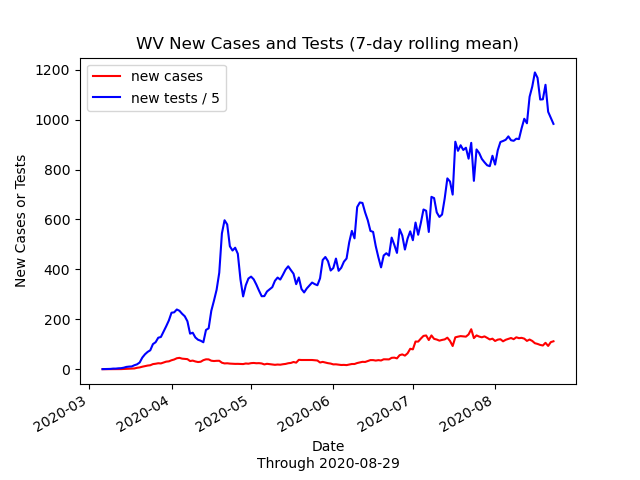 WV New Cases and Tests (7-day rolling mean)
new cases
new tests / 5
1200
1000
800
600
400
200
0
New Cases or Tests
2020-03
2020-04
2020-05
2020-06
2020-07
2020-08
Date
Through 2020-08-29